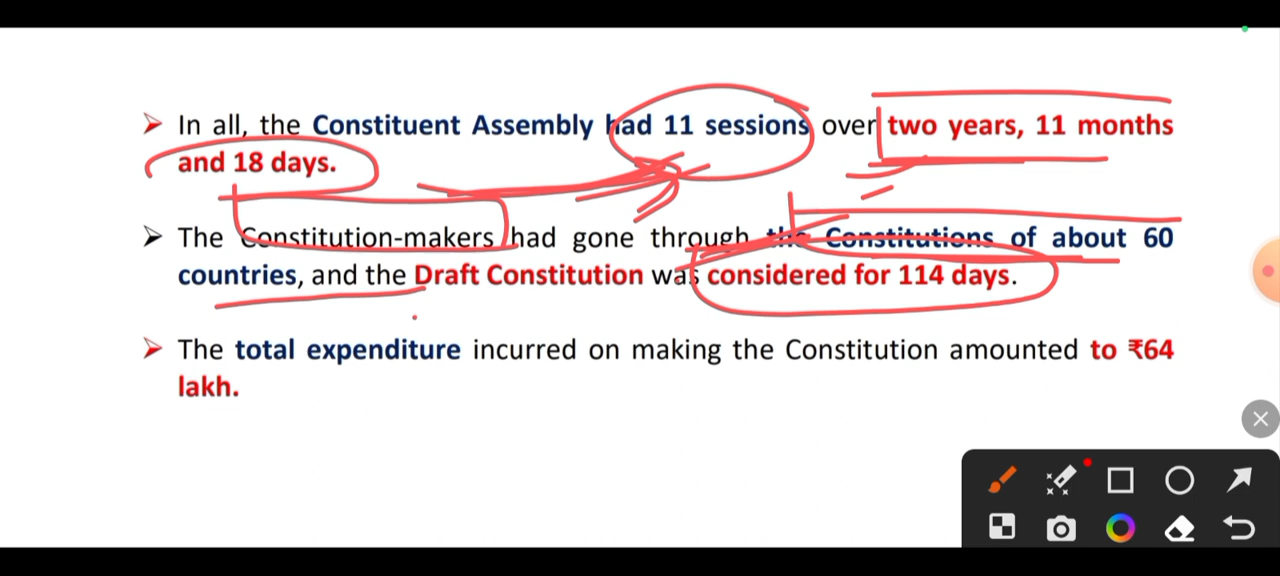 ➤ In all, the Constituent Assembly had 11 sessions over two years, 11 months
and 18 days.
➤ The Constitution-makers had gone through the Constitutions of about 60
countries, and the Draft Constitution was considered for 114 days.
➤ The total expenditure incurred on making the Constitution amounted to ₹64
lakh.